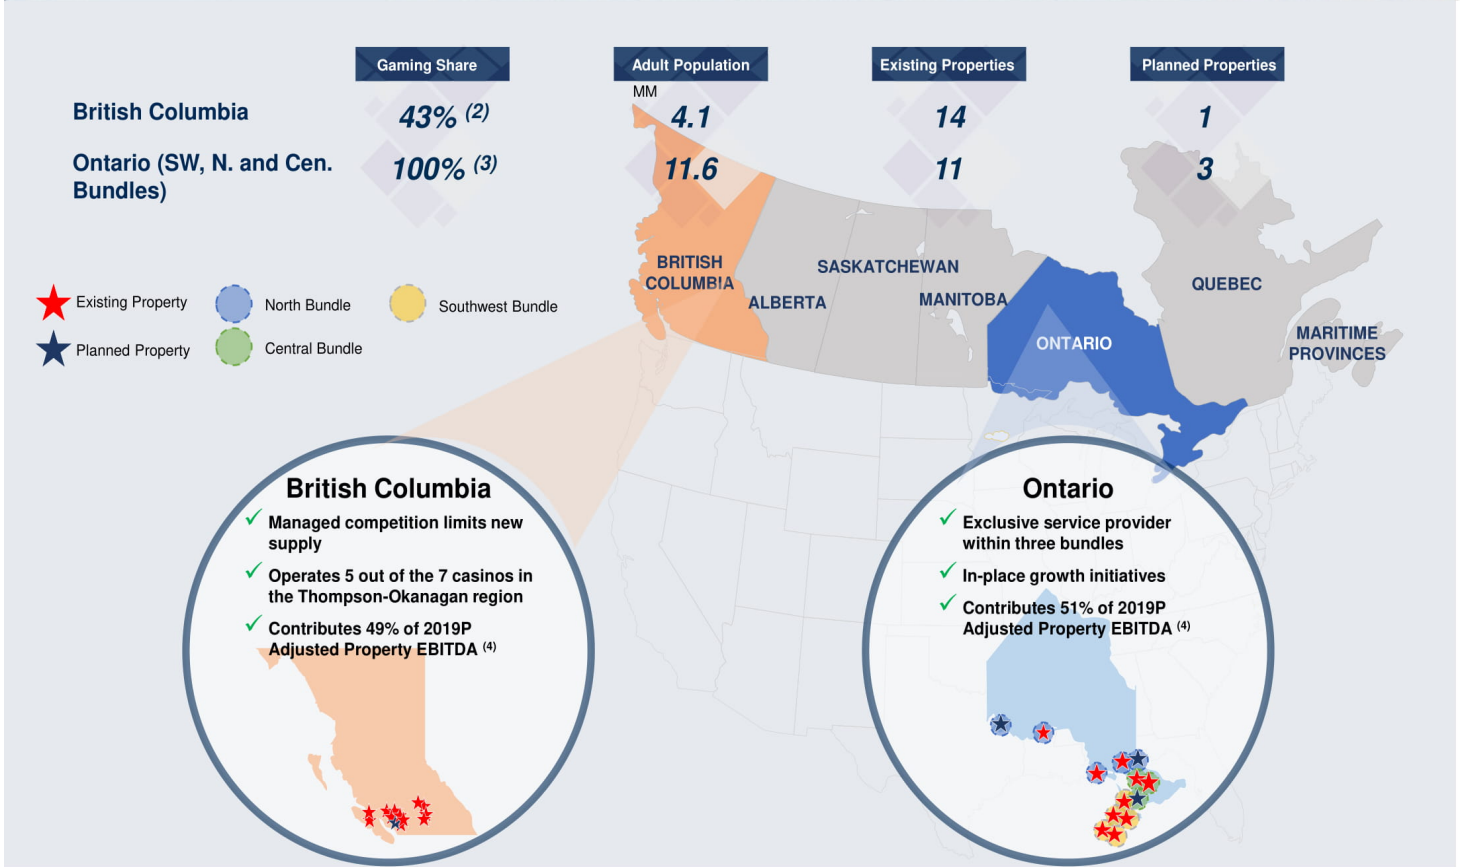 Gaming Share
Adult Population
Existing Properties
Planned Properties
MM
British Columbia
43% (2)
4.1
14
1
Ontario (SW, N. and Cen.
Bundles)
100% (3)
11.6
11
3
BRITISH
COLUMBIA
ALBERTA
SASKATCHEWAN
MANITOBA
ONTARIO
QUEBEC
MARITIME
PROVINCES
Existing Property
North Bundle
Southwest Bundle
Planned Property
Central Bundle
British Columbia
Managed competition limits new
supply
Operates 5 out of the 7 casinos in
the Thompson-Okanagan region
Contributes 49% of 2019P
Adjusted Property EBITDA (4)
Ontario
Exclusive service provider
within three bundles
In-place growth initiatives
Contributes 51% of 2019P
Adjusted Property EBITDA (4)